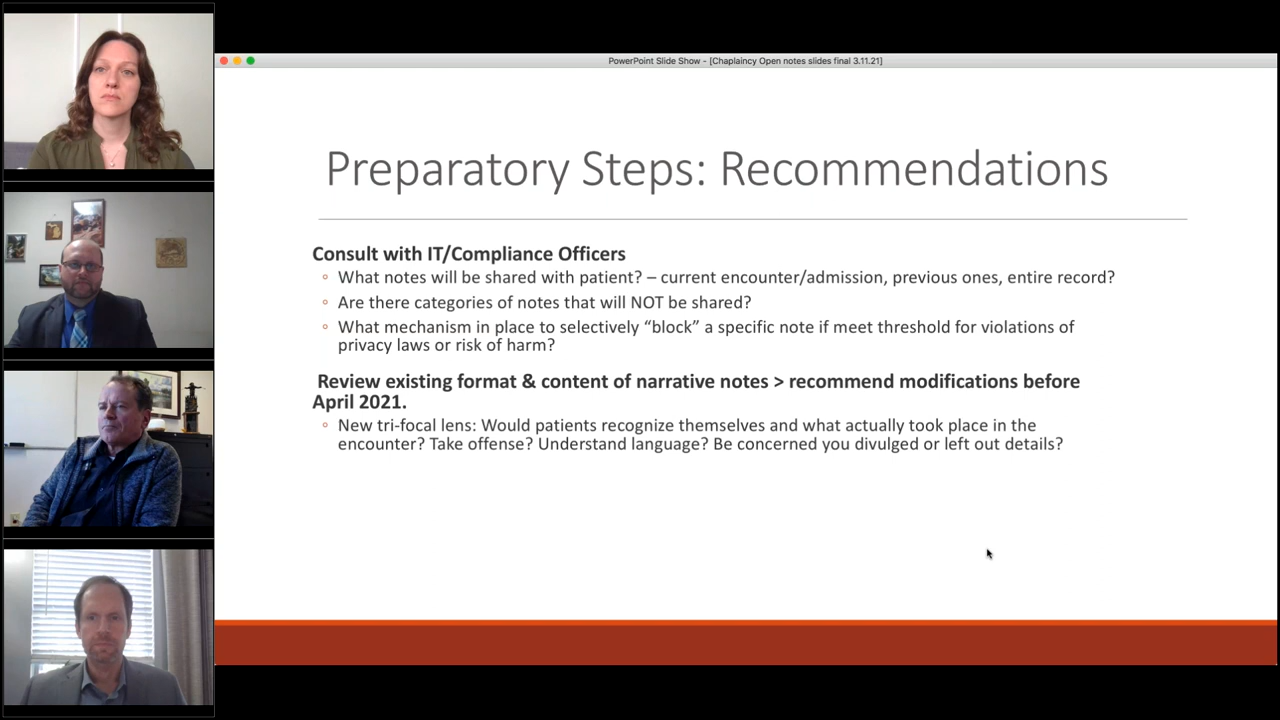 PowerPoint Slide Show - [Chaplaincy Open notes slides final 3.11.21]
Preparatory Steps: Recommendations
Consult with IT/Compliance Officers
◦ What notes will be shared with patient? – current encounter/admission, previous ones, entire record?
◦ Are there categories of notes that will NOT be shared?
◦ What mechanism in place to selectively “block” a specific note if meet threshold for violations of
privacy laws or risk of harm?
Review existing format & content of narrative notes > recommend modifications before
April 2021.
◦ New tri-focal lens: Would patients recognize themselves and what actually took place in the
encounter? Take offense? Understand language? Be concerned you divulged or left out details?